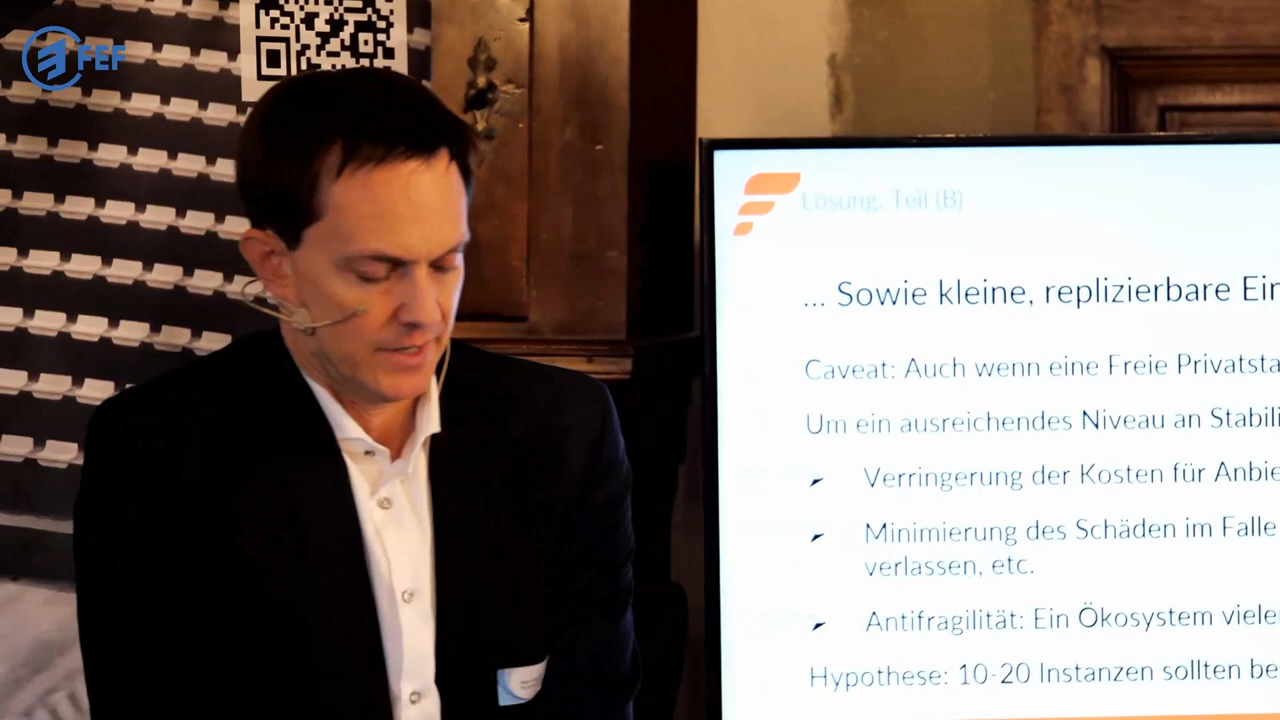 FEF
Lösung, Teil (B)
... Sowie kleine, replizierbare Ein
Caveat: Auch wenn eine Freie Privatsta
Um ein ausreichendes Niveau an Stabili
Verringerung der Kosten für Anbie
Minimierung des Schäden im Falle
verlassen, etc.
Antifragilität: Ein Ökosystem viele
Hypothese: 10-20 Instanzen sollten be